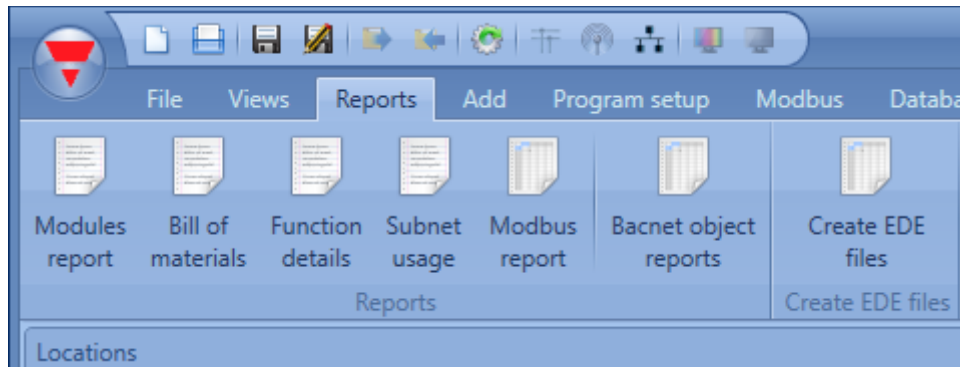 File Views Reports Add Program setup Modbus
Modules report
Bill of materials
Function details
Subnet usage
Modbus report
Bacnet object reports
Create EDE files
Reports
Create EDE files
Locations